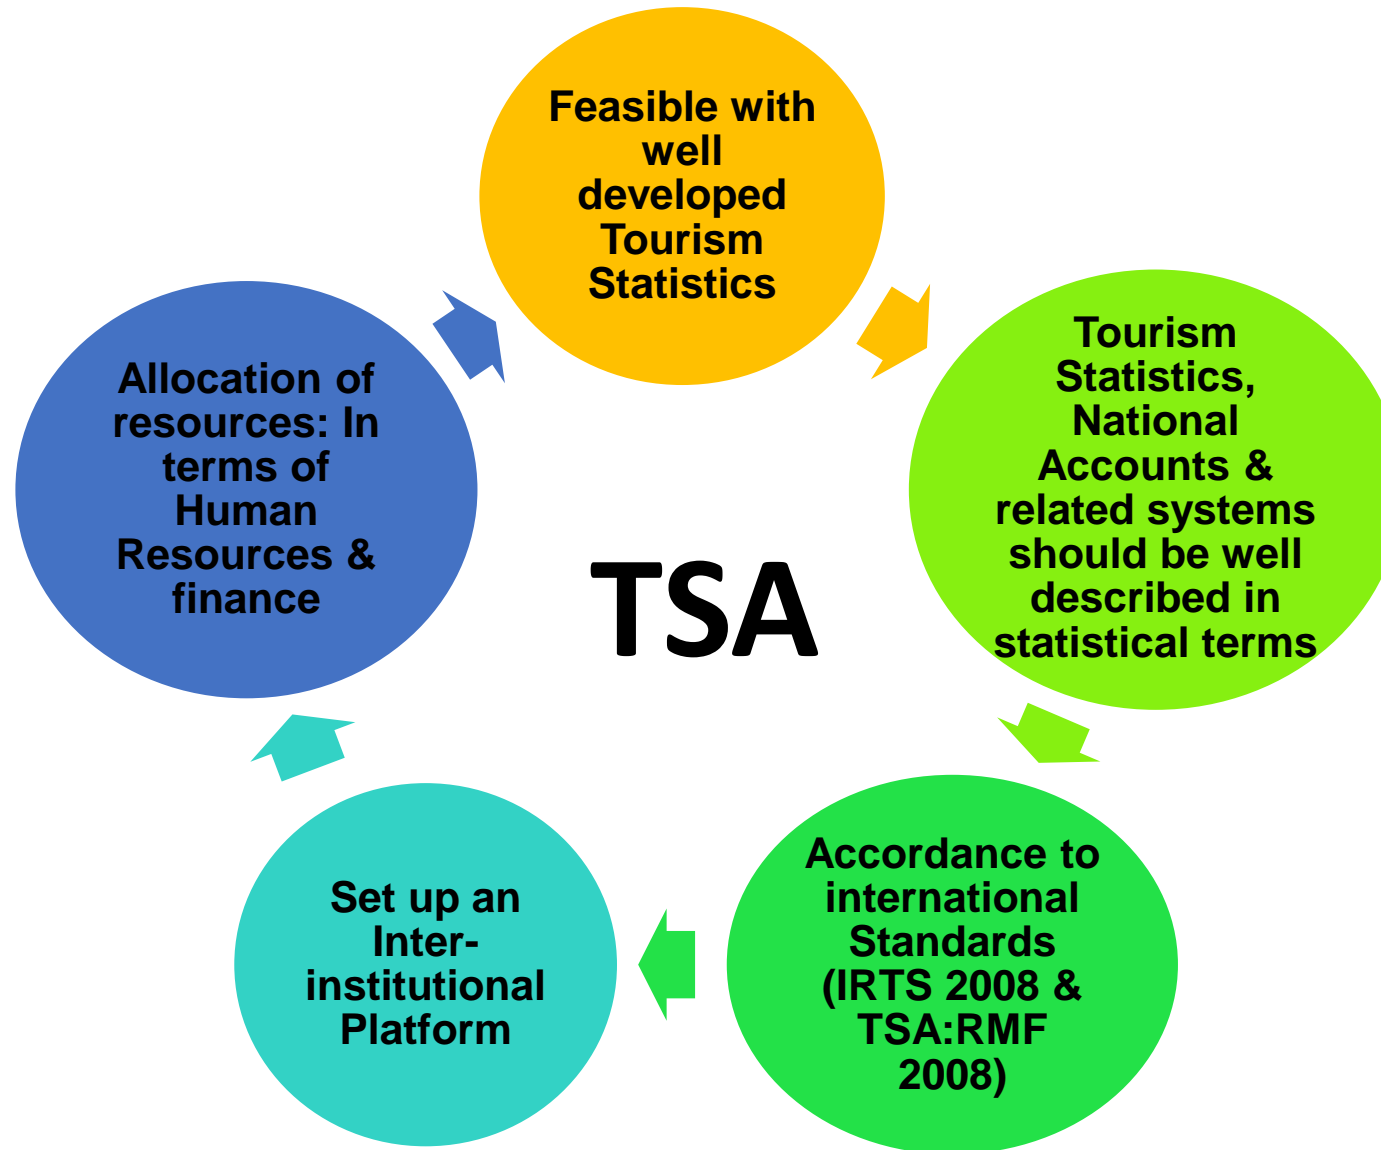 Feasible with
well
developed
Tourism
Statistics
Tourism
Statistics,
National
Accounts &
related systems
should be well
described in
statistical terms
Accordance to
international
Standards
(IRTS 2008 &
TSA:RMF
2008)
Set up an
Inter-
institutional
Platform
Allocation of
resources: In
terms of
Human
Resources &
finance
TSA